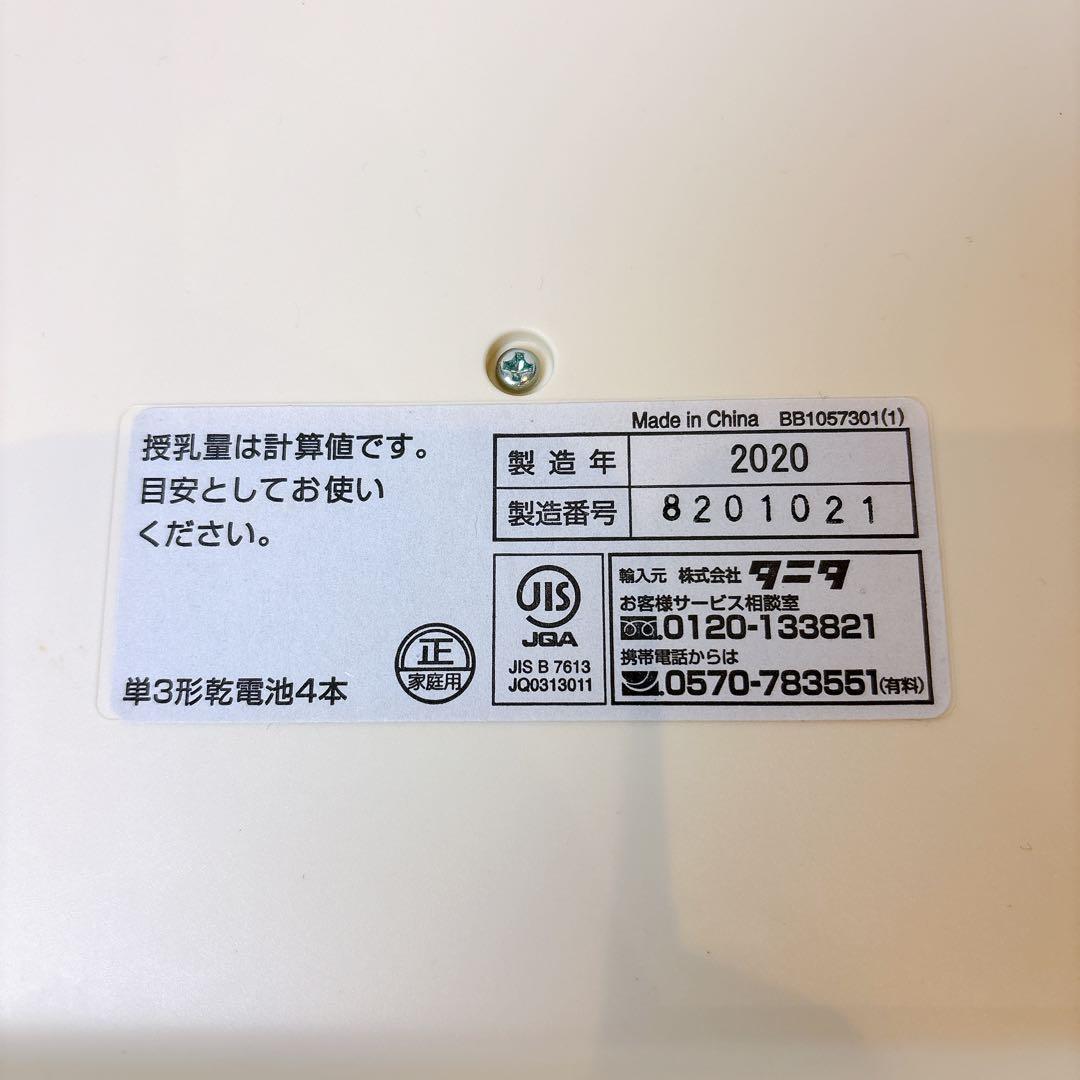 Made in China BB1057301(1)
授乳量は計算値です。
目安としてお使い
ください。
単3形乾電池4本
正
家庭用
製造年 2020
製造番号 8201021
JIS
JQA
JIS B 7613
JQ0313011
輸入元 株式会社 タニタ
お客様サービス相談室
0120-133821
携帯電話からは
0570-783551(有料)